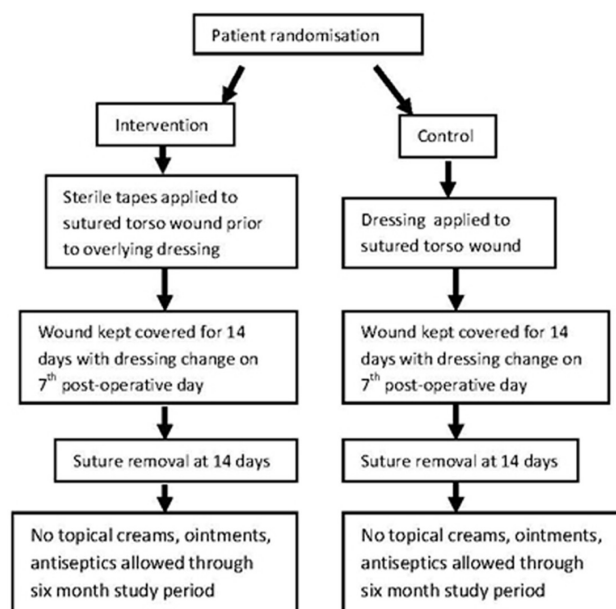 Patient randomisation
Intervention
Control
Sterile tapes applied to
sutured torso wound prior
to overlying dressing
Dressing applied to
sutured torso wound
Wound kept covered for 14
days with dressing change on
7th post-operative day
Wound kept covered for 14
days with dressing change on
7th post-operative day
Suture removal at 14 days
Suture removal at 14 days
No topical creams, ointments,
antiseptics allowed through
six month study period
No topical creams, ointments,
antiseptics allowed through
six month study period